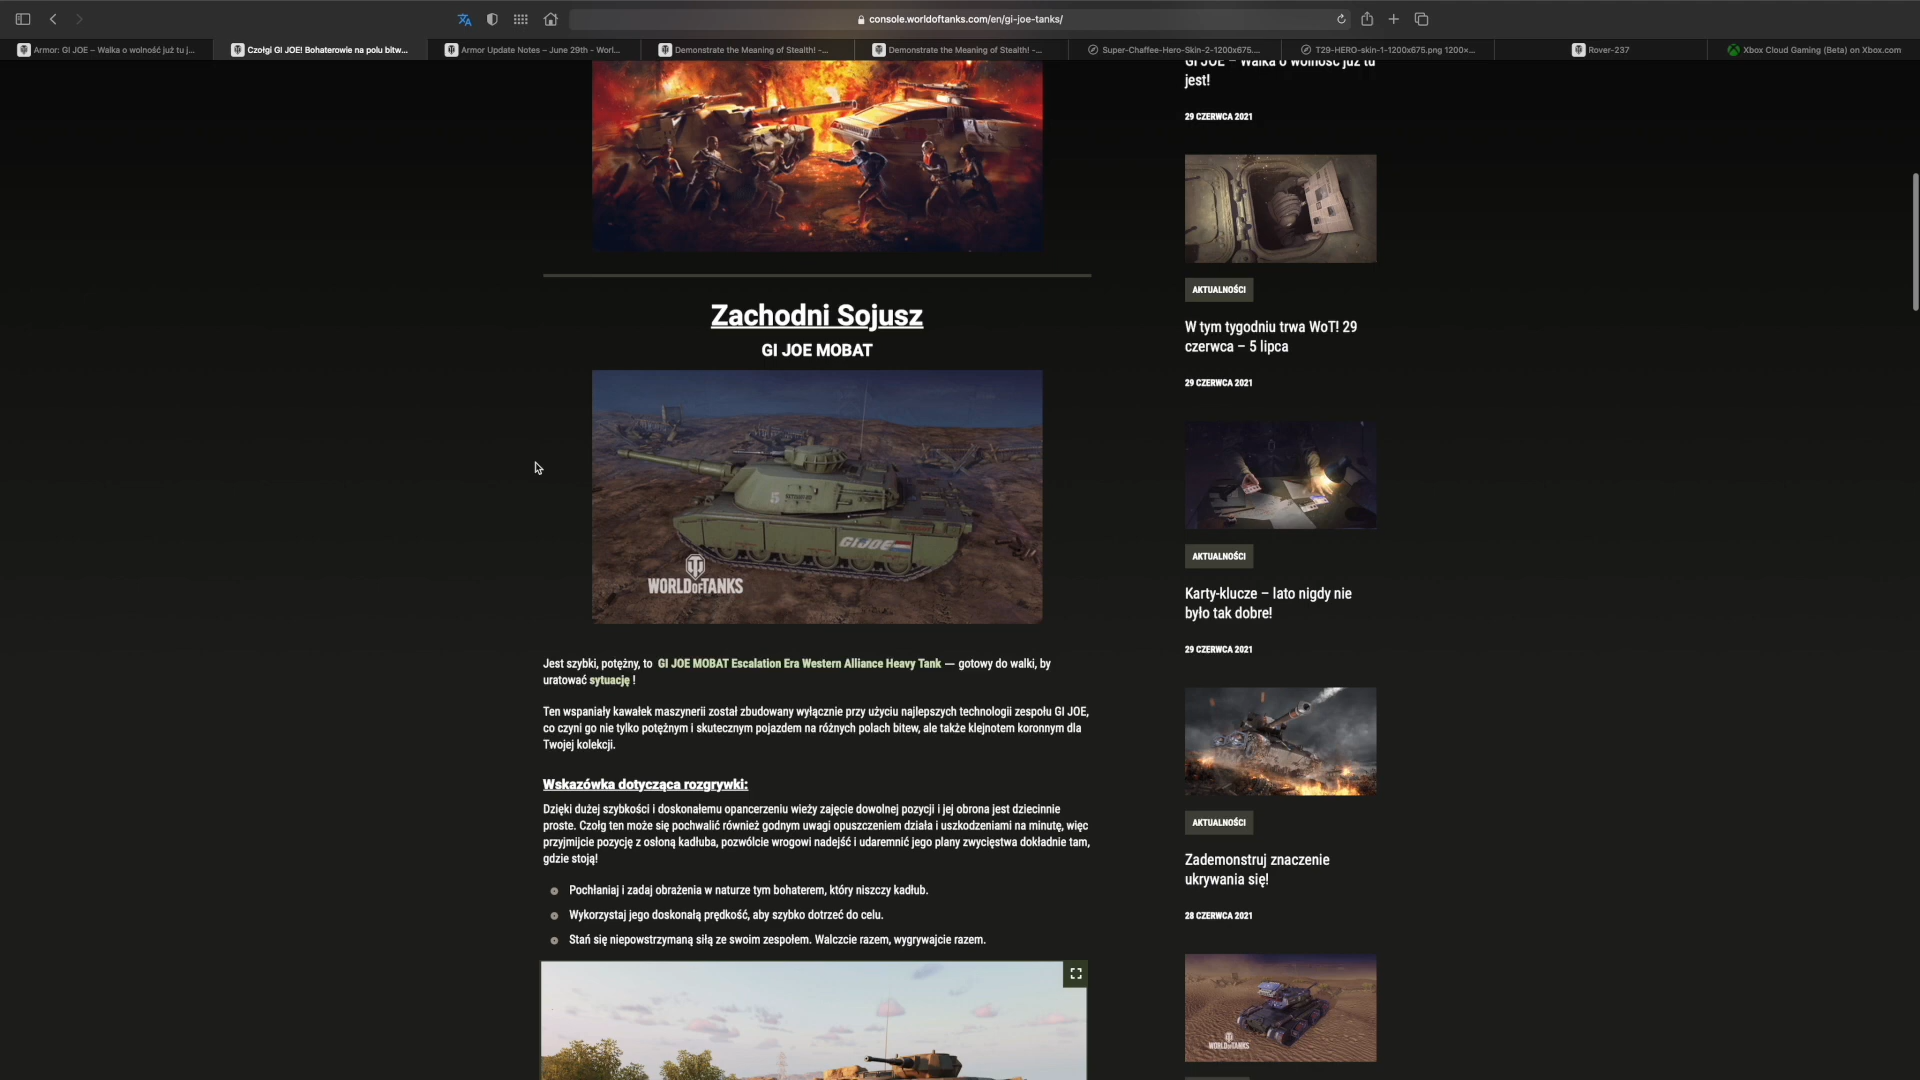 console.worldoftanks.com/en/gi-joe-tanks/
Armor: GI JOE – Walka o wolność już tu j...
Czołgi GI JOE! Bohaterowie na polu bitw...
Armor Update Notes – June 29th - Worl...
Demonstrate the Meaning of Stealth! -...
Demonstrate the Meaning of Stealth! -...
Super-Chaffee-Hero-Skin-2-1200x675....
T29-HERO-skin-1-1200x675.png 1200×...
Rover-237
Xbox Cloud Gaming (Beta) on Xbox.com
Zachodni Sojusz
GI JOE MOBAT
5
GI JOE
WORLD OF TANKS
Jest szybki, potężny, to GI JOE MOBAT Escalation Era Western Alliance Heavy Tank — gotowy do walki, by
uratować sytuację !
Ten wspaniały kawałek maszynerii został zbudowany wyłącznie przy użyciu najlepszych technologii zespołu GI JOE,
co czyni go nie tylko potężnym i skutecznym pojazdem na różnych polach bitew, ale także klejnotem koronnym dla
Twojej kolekcji.
Wskazówka dotycząca rozgrywki:
Dzięki dużej szybkości i doskonałemu opancerzeniu wieży zajęcie dowolnej pozycji i jej obrona jest dziecinnie
proste. Czołg ten może się pochwalić również godnym uwagi opuszczeniem działa i uszkodzeniami na minutę, więc
przyjmijcie pozycję z osłoną kadłuba, pozwólcie wrogowi nadejść i udaremnić jego plany zwycięstwa dokładnie tam,
gdzie stoją!
Pochłaniaj i zadaj obrażenia w naturze tym bohaterem, który niszczy kadłub.
Wykorzystaj jego doskonałą prędkość, aby szybko dotrzeć do celu.
Stań się niepowstrzymaną siłą ze swoim zespołem. Walczcie razem, wygrywajcie razem.
GI JOE – Walka o wolność już tu
jest!
29 CZERWCA 2021
AKTUALNOŚCI
W tym tygodniu trwa WoT! 29
czerwca – 5 lipca
29 CZERWCA 2021
AKTUALNOŚCI
Karty-klucze – lato nigdy nie
było tak dobre!
29 CZERWCA 2021
AKTUALNOŚCI
Zademonstruj znaczenie
ukrywania się!
28 CZERWCA 2021
WORLD OF TANKS